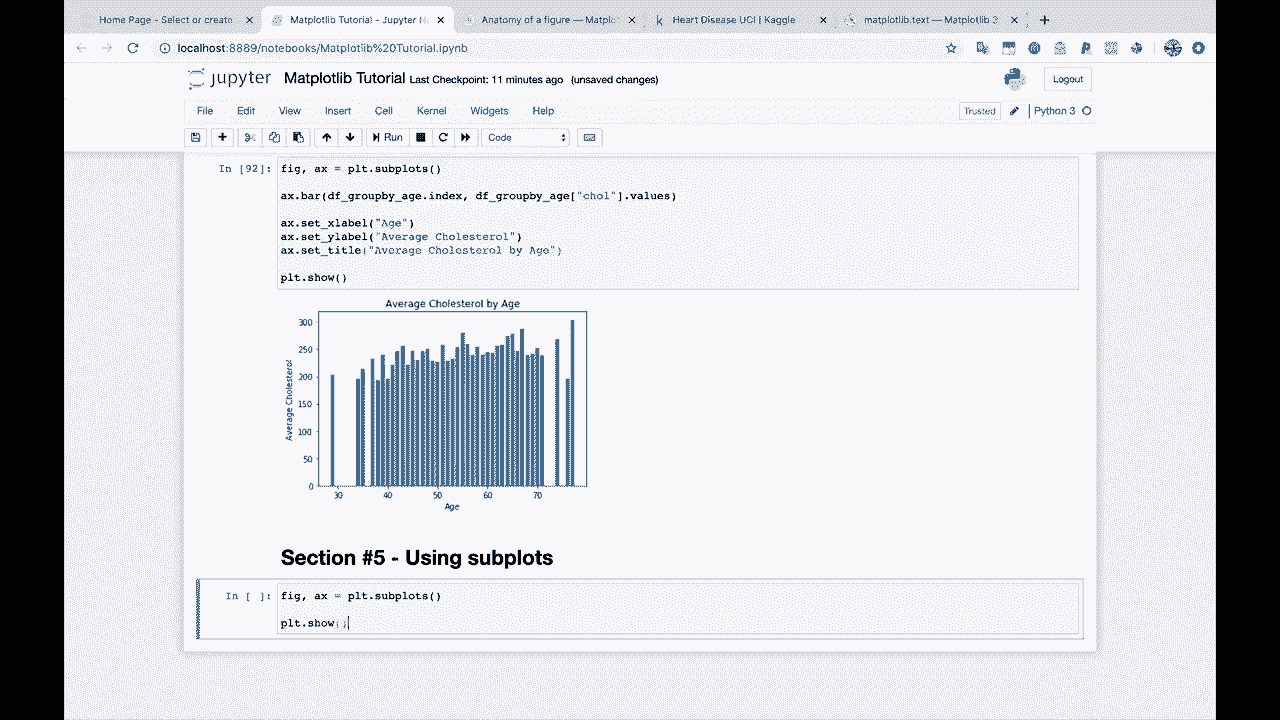 Home Page - Select or create
Matplotlib Tutorial - Jupyter N
Anatomy of a figure — Matplo
Heart Disease UCI | Kaggle
matplotlib.text — Matplotlib 3
localhost:8889/notebooks/Matplotlib%20Tutorial.ipynb
jupyter Matplotlib Tutorial Last Checkpoint: 11 minutes ago (unsaved changes)
Logout
File Edit View Insert Cell Kernel Widgets Help
Trusted
Python 3
Run
Code
In [92]:
fig, ax = plt.subplots()
ax.bar(df_groupby_age.index, df_groupby_age["chol"].values)
ax.set_xlabel("Age")
ax.set_ylabel("Average Cholesterol")
ax.set_title("Average Cholesterol by Age")
plt.show()
Average Cholesterol by Age
Average Cholesterol
300
250
200
150
100
50
0
30 40 50 60 70
Age
Section #5 - Using subplots
In [ ]:
fig, ax = plt.subplots()
plt.show()